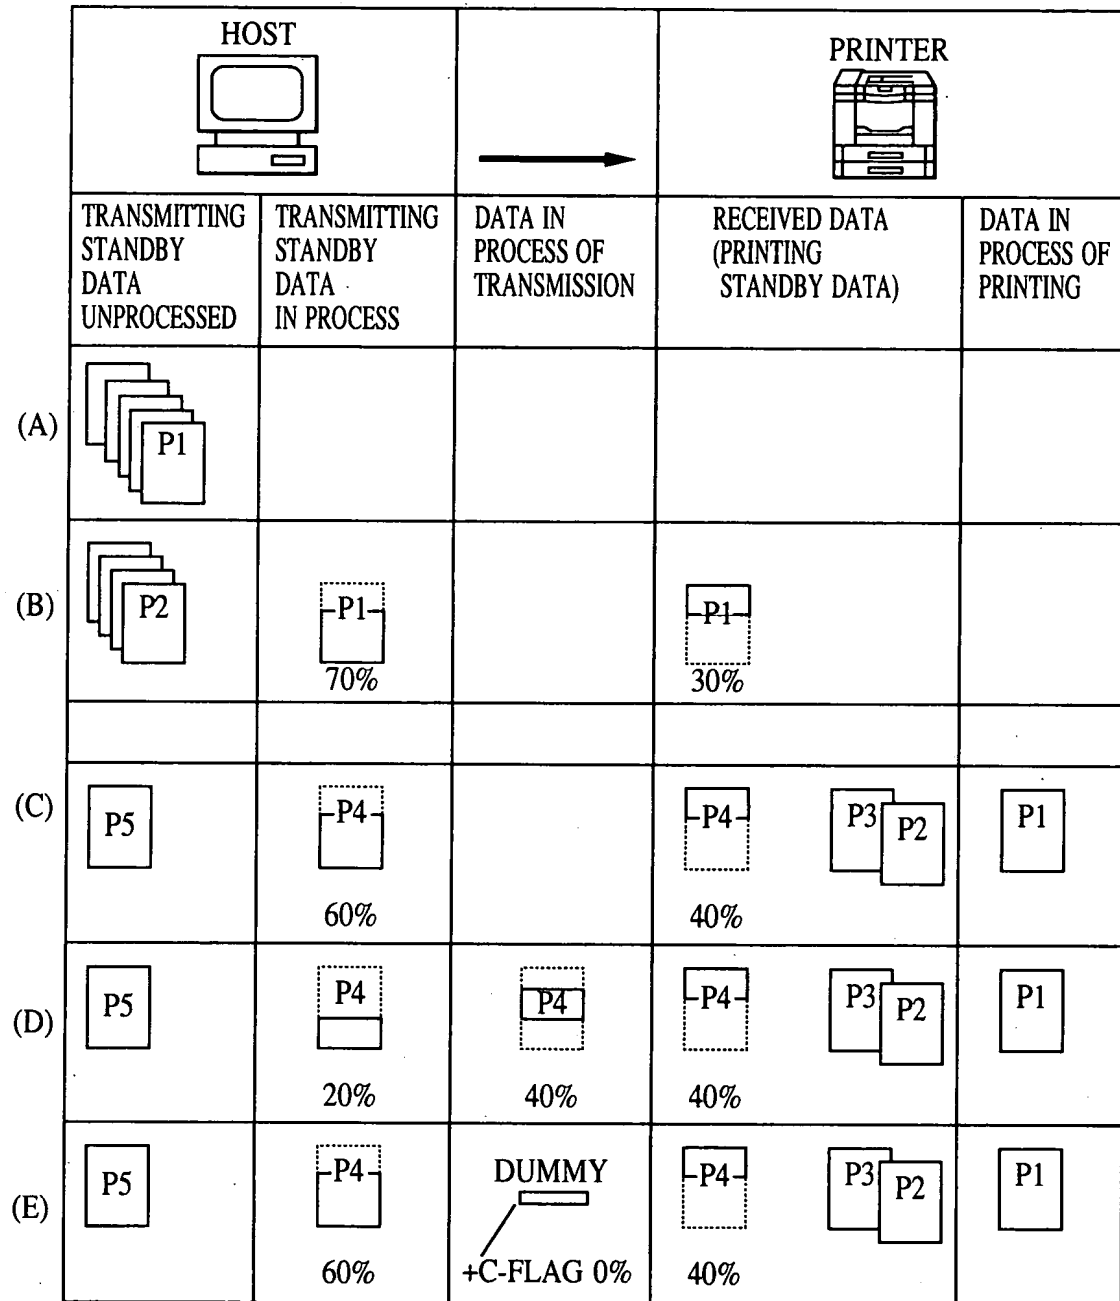 HOST
PRINTER
TRANSMITTING STANDBY DATA UNPROCESSED
TRANSMITTING STANDBY DATA IN PROCESS
DATA IN PROCESS OF TRANSMISSION
RECEIVED DATA (PRINTING STANDBY DATA)
DATA IN PROCESS OF PRINTING
(A)
P1
(B)
P2
P1
70%
P1
30%
(C)
P5
P4
60%
P4
40%
P3
P2
P1
(D)
P5
P4
20%
P4
40%
P4
40%
P3
P2
P1
(E)
P5
P4
60%
DUMMY
+C-FLAG 0%
P4
40%
P3
P2
P1